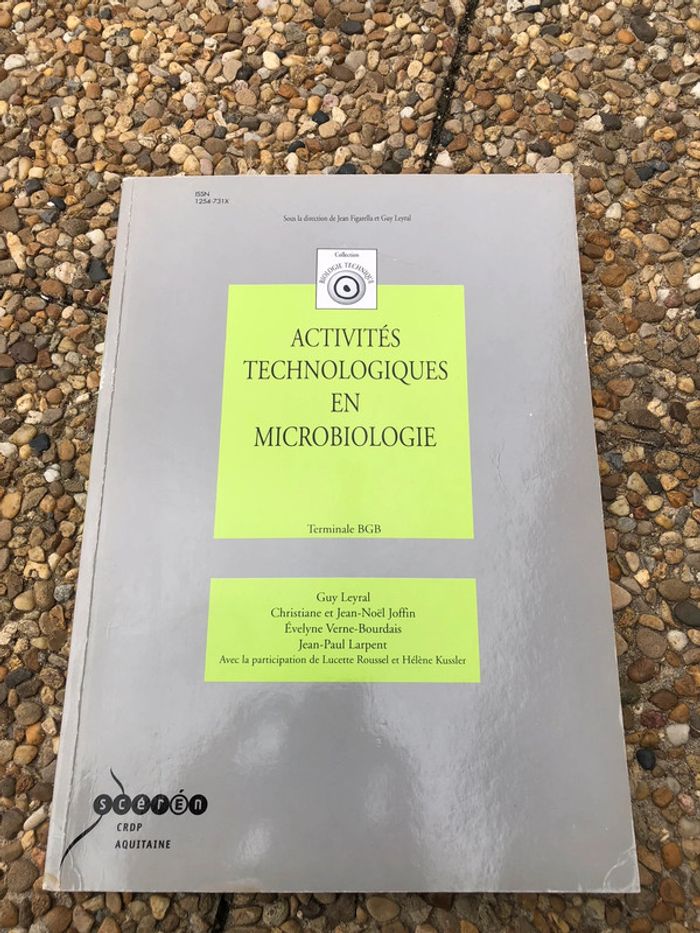 ISSN
1254-731X
Sous la direction de Jean Figarella et Guy Leyral
Collection
BIOLOGIE TECHNIQUE
ACTIVITÉS
TECHNOLOGIQUES
EN
MICROBIOLOGIE
Terminale BGB
Guy Leyral
Christiane et Jean-Noël Joffin
Évelyne Verne-Bourdais
Jean-Paul Larpent
Avec la participation de Lucette Roussel et Hélène Kussler
scérÉn
CRDP
AQUITAINE